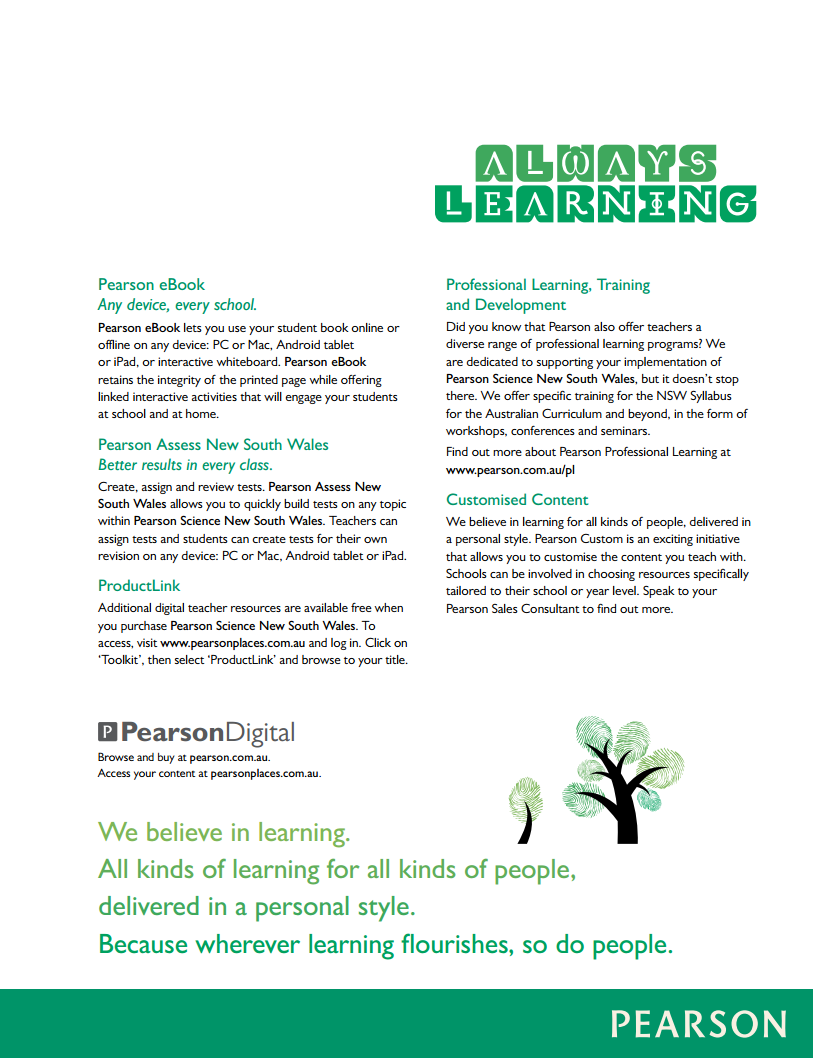 ALWAYS
LEARNING
Pearson eBook
Any device, every school.
Pearson eBook lets you use your student book online or
offline on any device: PC or Mac, Android tablet
or iPad, or interactive whiteboard. Pearson eBook
retains the integrity of the printed page while offering
linked interactive activities that will engage your students
at school and at home.
Pearson Assess New South Wales
Better results in every class.
Create, assign and review tests. Pearson Assess New
South Wales allows you to quickly build tests on any topic
within Pearson Science New South Wales. Teachers can
assign tests and students can create tests for their own
revision on any device: PC or Mac, Android tablet or iPad.
ProductLink
Additional digital teacher resources are available free when
you purchase Pearson Science New South Wales. To
access, visit www.pearsonplaces.com.au and log in. Click on
‘Toolkit’, then select ‘ProductLink’ and browse to your title.
Professional Learning, Training
and Development
Did you know that Pearson also offer teachers a
diverse range of professional learning programs? We
are dedicated to supporting your implementation of
Pearson Science New South Wales, but it doesn’t stop
there. We offer specific training for the NSW Syllabus
for the Australian Curriculum and beyond, in the form of
workshops, conferences and seminars.
Find out more about Pearson Professional Learning at
www.pearson.com.au/pl
Customised Content
We believe in learning for all kinds of people, delivered in
a personal style. Pearson Custom is an exciting initiative
that allows you to customise the content you teach with.
Schools can be involved in choosing resources specifically
tailored to their school or year level. Speak to your
Pearson Sales Consultant to find out more.
P PearsonDigital
Browse and buy at pearson.com.au.
Access your content at pearsonplaces.com.au.
We believe in learning.
All kinds of learning for all kinds of people,
delivered in a personal style.
Because wherever learning flourishes, so do people.
PEARSON